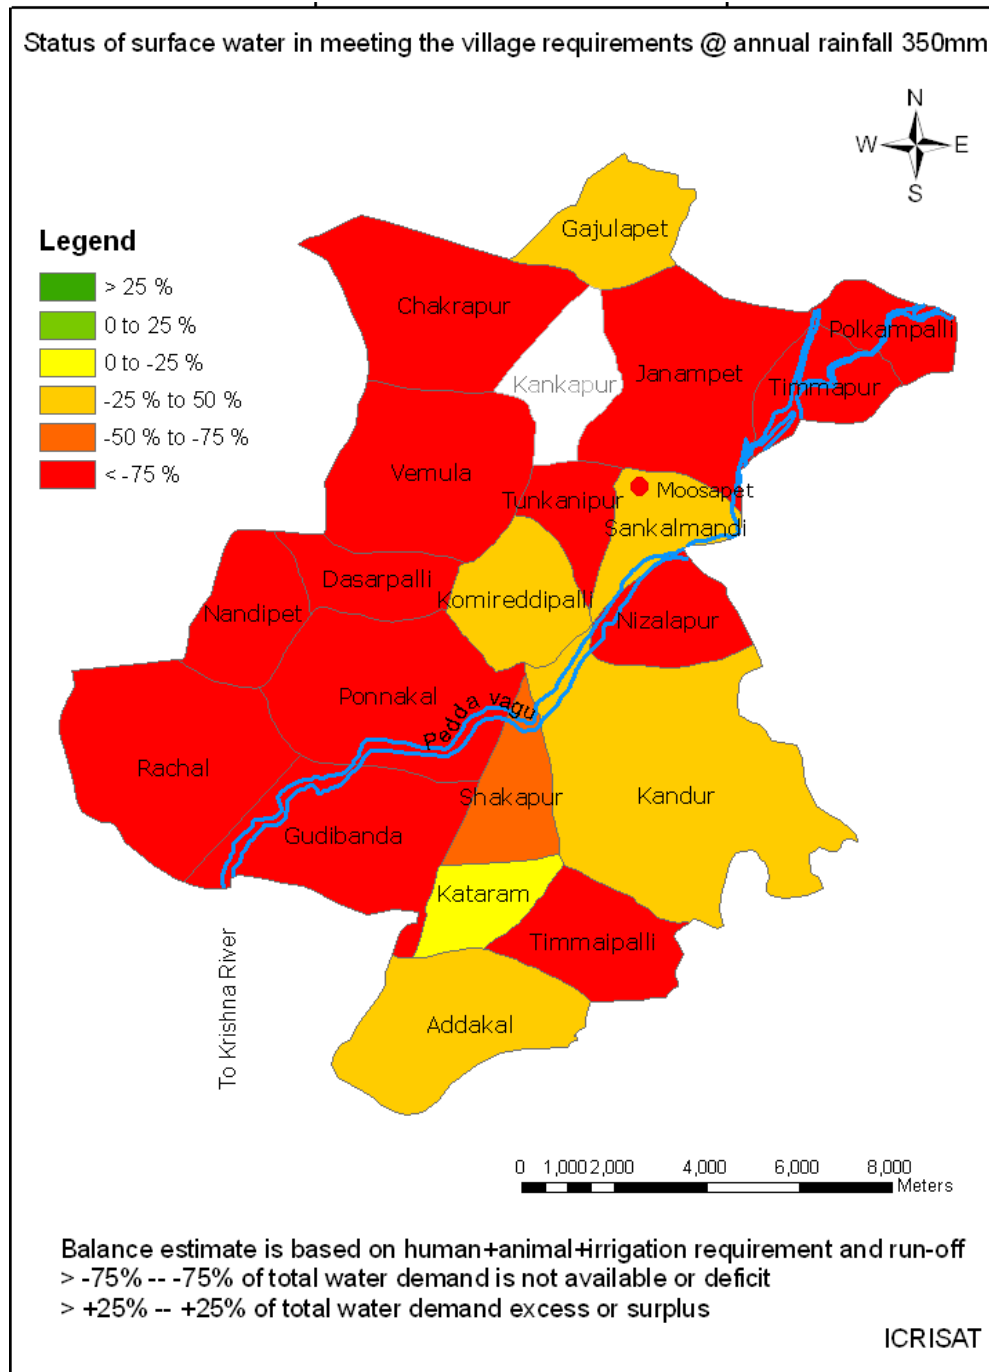 Status of surface water in meeting the village requirements @ annual rainfall 350mm
N
W
E
S
Legend
> 25 %
0 to 25 %
0 to -25 %
-25 % to 50 %
-50 % to -75 %
< -75 %
Gajulapet
Chakrapur
Polkampalli
Kankapur
Janampet
Timmapur
Vemula
Tunkanipur
Moosapet
Sankalmandi
Dasarpalli
Komireddipalli
Nandipet
Nizalapur
Ponnakal
Pedda vagu
Rachal
Shakapur
Kandur
Gudibanda
Kataram
Timmaipalli
Addakal
To Krishna River
0 1,000 2,000 4,000 6,000 8,000
Meters
Balance estimate is based on human+animal+irrigation requirement and run-off
> -75% -- -75% of total water demand is not available or deficit
> +25% -- +25% of total water demand excess or surplus
ICRISAT